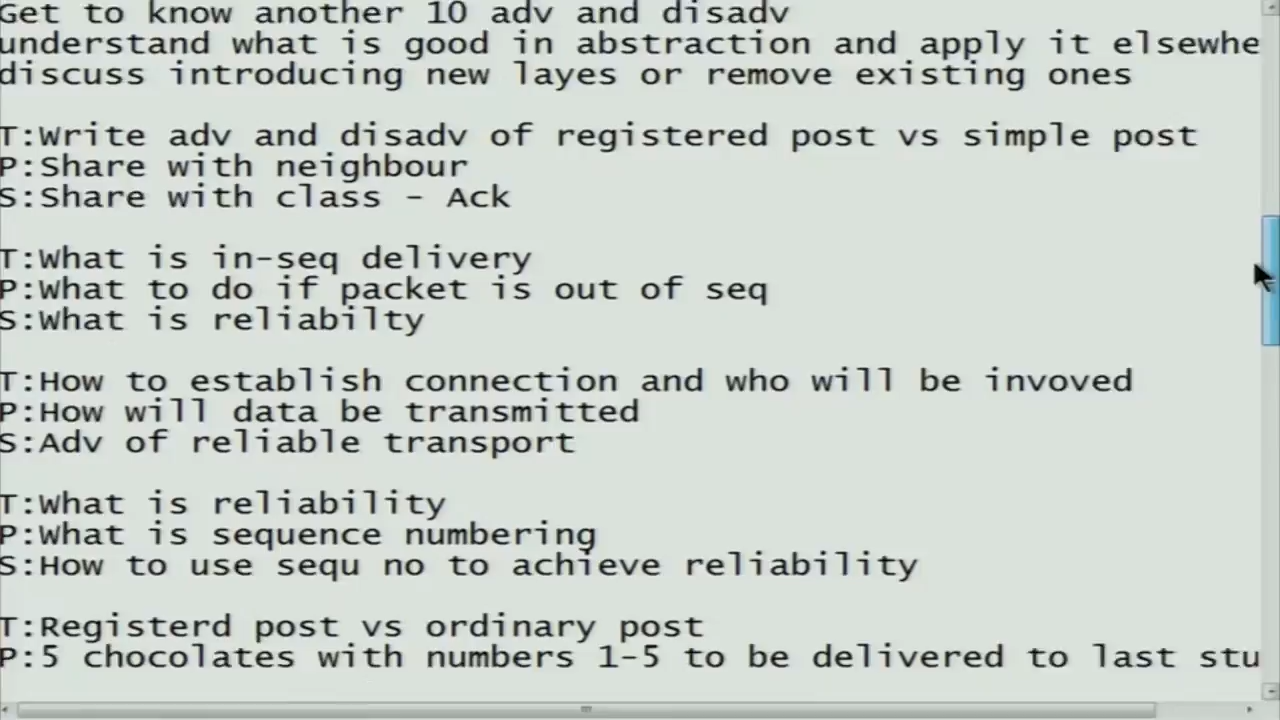 Get to know another 10 adv and disadv
understand what is good in abstraction and apply it elsewhe
discuss introducing new layes or remove existing ones
T:Write adv and disadv of registered post vs simple post
P:Share with neighbour
S:Share with class - Ack
T:What is in-seq delivery
P:What to do if packet is out of seq
S:What is reliabilty
T:How to establish connection and who will be invoved
P:How will data be transmitted
S:Adv of reliable transport
T:What is reliability
P:What is sequence numbering
S:How to use sequ no to achieve reliability
T:Registerd post vs ordinary post
P:5 chocolates with numbers 1-5 to be delivered to last stu